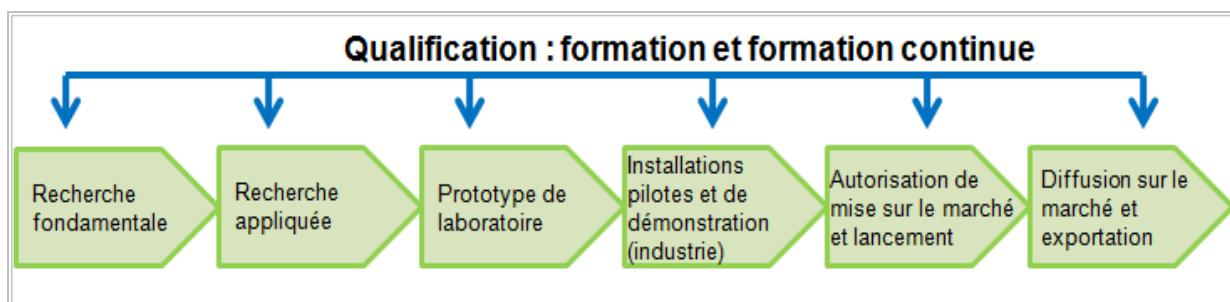 Qualification : formation et formation continue
Recherche
fondamentale
Recherche
appliquée
Prototype de
laboratoire
Installations
pilotes et de
démonstration
(industrie)
Autorisation de
mise sur le marché
et lancement
Diffusion sur le
marché et
exportation